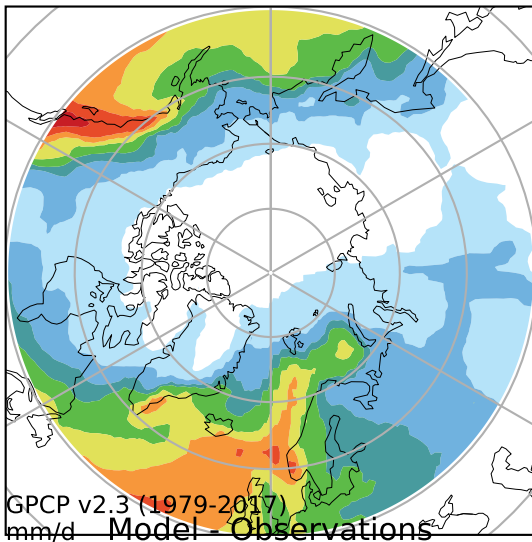 GPCP v2.3 (1979-2017)
mm/d Model - Observations